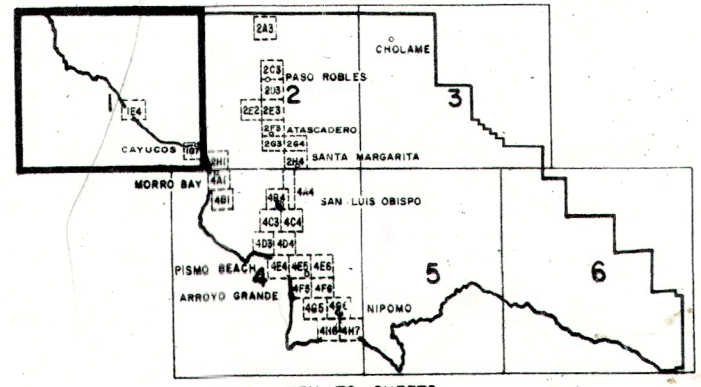 2A3
CHOLAME
2C3
PASO ROBLES
2D3
1
2
3
1E4
2E2 2E3
2F3
ATASCADERO
CAYUCOS
1G7
2G3 2G4
2H1
2H4
SANTA MARGARITA
MORRO BAY
4A1
4A4
4B1
4B4
SAN LUIS OBISPO
4C3 4C4
4D3 4D4
PISMO BEACH
4E4 4E5 4E6
4
5
6
ARROYO GRANDE
4F5 4F6
4G5 4G6
NIPOMO
4H6 4H7